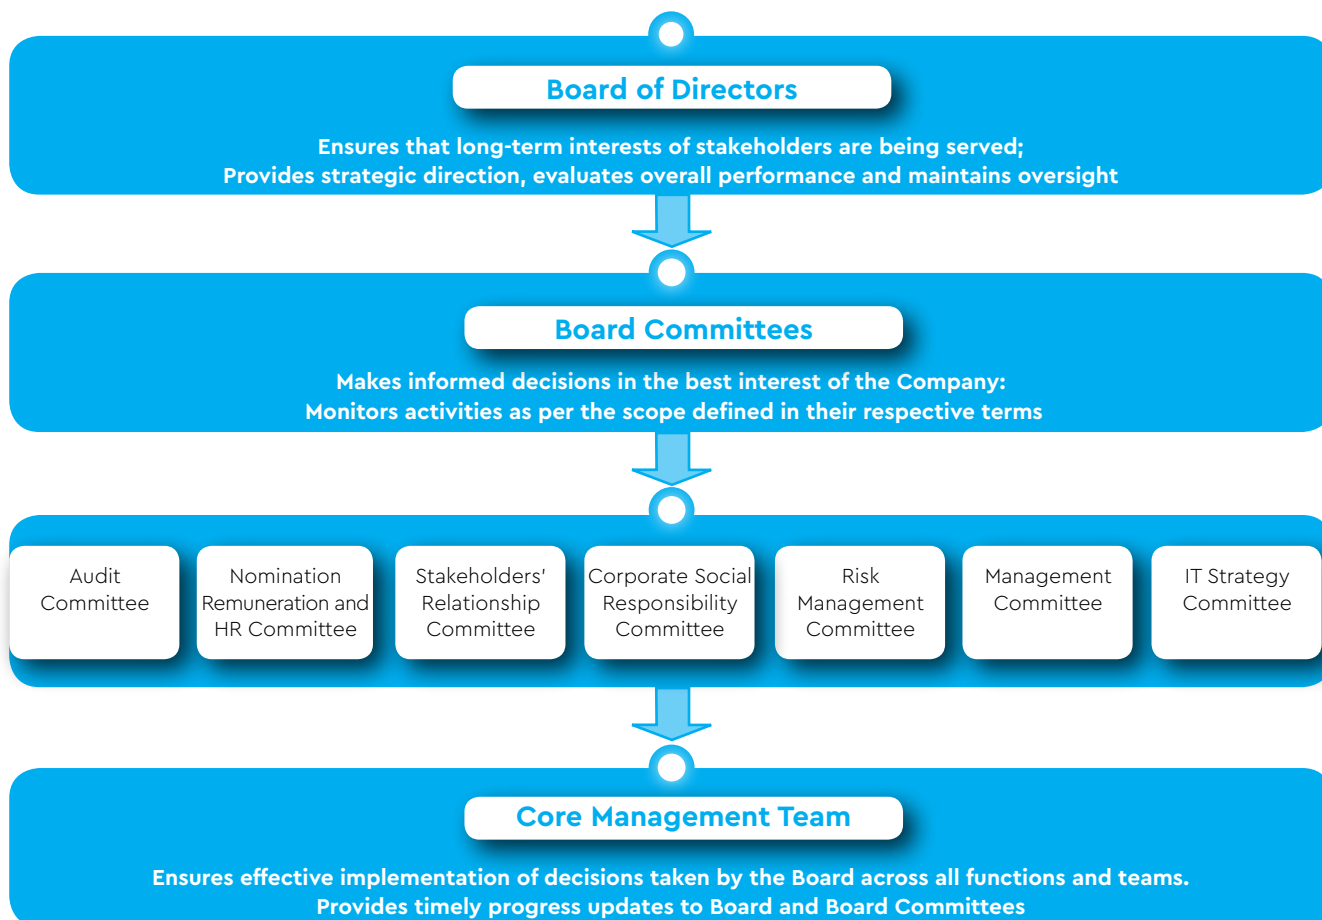 Board of Directors
Ensures that long-term interests of stakeholders are being served;
Provides strategic direction, evaluates overall performance and maintains oversight
Board Committees
Makes informed decisions in the best interest of the Company:
Monitors activities as per the scope defined in their respective terms
Audit
Committee
Nomination
Remuneration and
HR Committee
Stakeholders'
Relationship
Committee
Corporate Social
Responsibility
Committee
Risk
Management
Committee
Management
Committee
IT Strategy
Committee
Core Management Team
Ensures effective implementation of decisions taken by the Board across all functions and teams.
Provides timely progress updates to Board and Board Committees